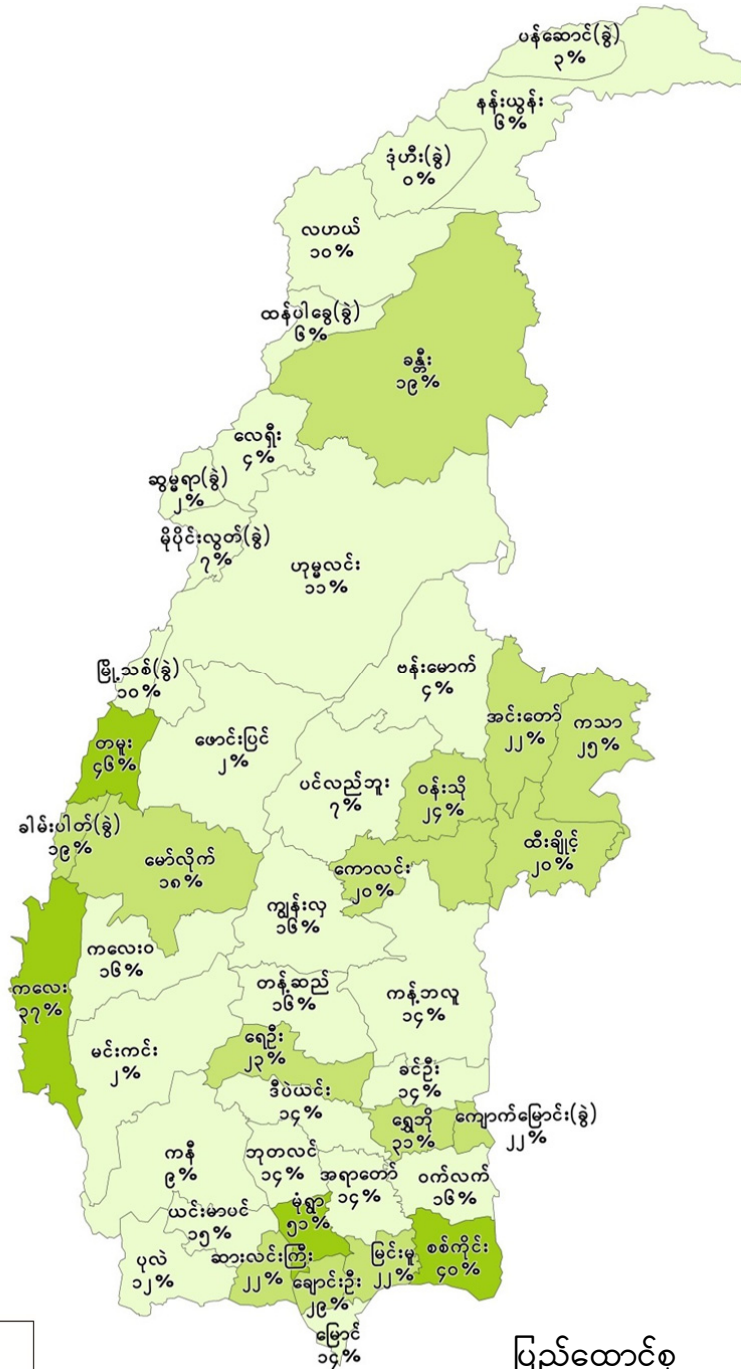 ပန်ဆောင်(ခွဲ)
၃%
နန်းယွန်း
၆%
ဒုံဟီး(ခွဲ)
၀%
လဟယ်
၁၀%
ထန်ပါခွေ(ခွဲ)
၆%
ခန္တီး
၁၉%
လေရှီး
၄%
ဆွမ္မရာ(ခွဲ)
၂%
မိုပိုင်းလွတ်(ခွဲ)
၇%
ဟုမ္မလင်း
၁၁%
ဗန်းမောက်
၄%
မြို့သစ်(ခွဲ)
၁၀%
အင်းတော်
၂၂%
ကသာ
၂၅%
တမူး
၄၆%
ဖောင်းပြင်
၂%
ပင်လည်ဘူး
၇%
ဝန်းသို
၂၄%
ခါမ်းပါတ်(ခွဲ)
၁၉%
မော်လိုက်
၁၈%
ထီးချိုင့်
၂၀%
ကောလင်း
၂၀%
ကျွန်းလှ
၁၆%
ကလေးဝ
၁၆%
ကလေး
၃၇%
တန့်ဆည်
၁၆%
ကန့်ဘလူ
၁၄%
မင်းကင်း
၂%
ရေဦး
၂၃%
ခင်ဦး
၁၄%
ဒီပဲယင်း
၁၄%
ရွှေဘို
၃၁%
ကျောက်မြောင်း(ခွဲ)
၂၂%
ကနီ
၉%
ဘုတလင်
၁၄%
အရာတော်
၁၄%
ဝက်လက်
၁၆%
ယင်းမာပင်
၁၅%
မုံရွာ
၅၁%
ပုလဲ
၁၂%
ဆားလင်းကြီး
၂၂%
ချောင်းဦး
၂၉%
မြင်းမူ
၂၂%
စစ်ကိုင်း
၄၀%
မြောင်
၁၄%
ပြည်ထောင်စု